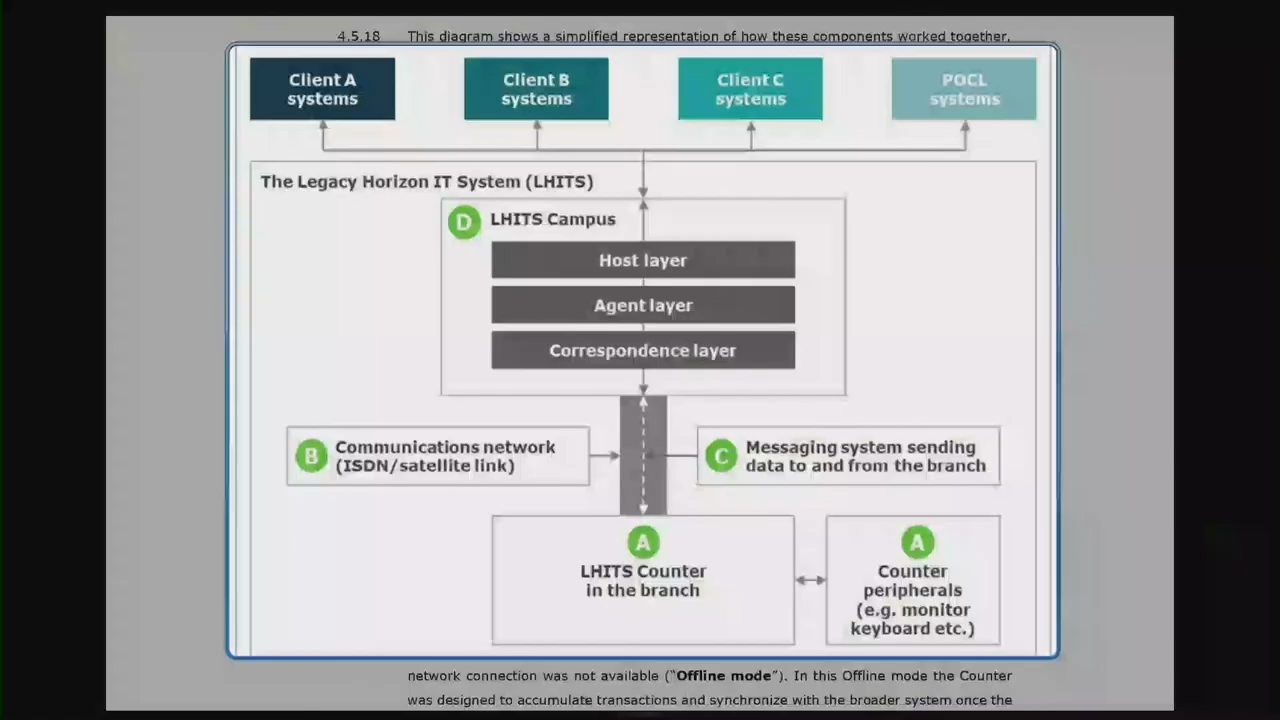 4.5.18 This diagram shows a simplified representation of how these components worked together.
Client A
systems
Client B
systems
Client C
systems
POCL
systems
The Legacy Horizon IT System (LHITS)
D LHITS Campus
Host layer
Agent layer
Correspondence layer
B Communications network
(ISDN/satellite link)
C Messaging system sending
data to and from the branch
A
LHITS Counter
in the branch
A
Counter
peripherals
(e.g. monitor
keyboard etc.)
network connection was not available ("Offline mode"). In this Offline mode the Counter
was designed to accumulate transactions and synchronize with the broader system once the